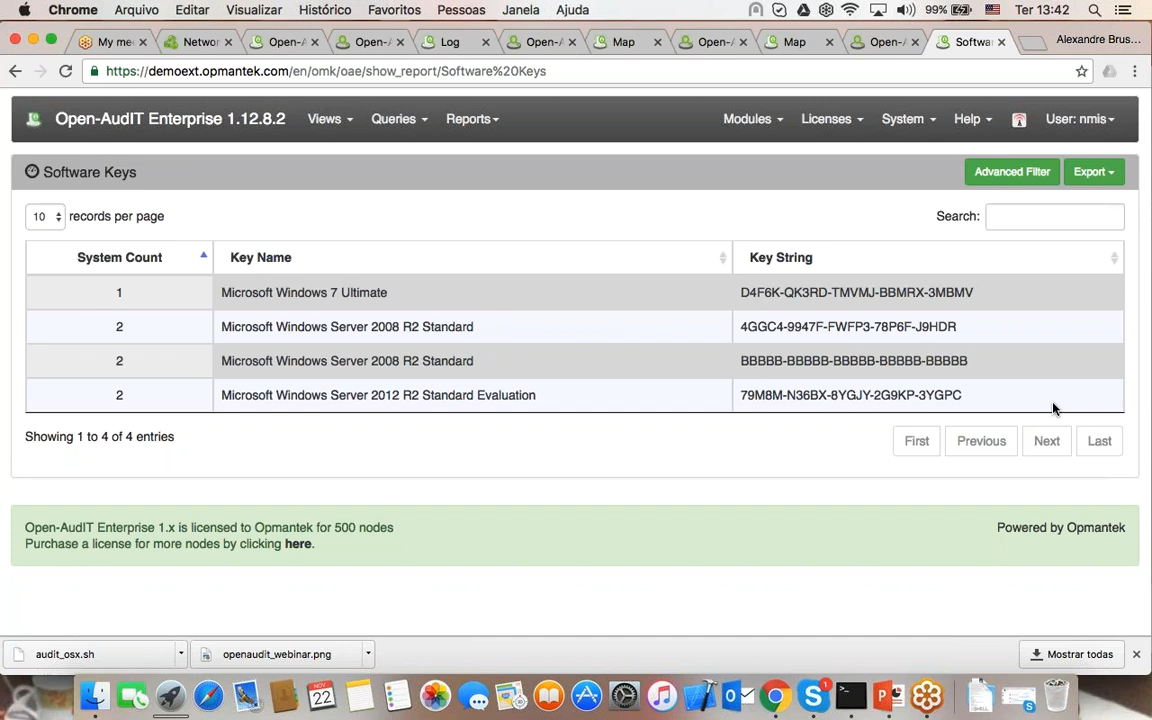 Chrome Arquivo Editar Visualizar Histórico Favoritos Pessoas Janela Ajuda 99% Ter 13:42
My me Networ Open-A Open- Log Open-A Map Open- Map Open- Softwa Alexandre Brus...
https://demoext.opmantek.com/en/omk/oae/show_report/Software%20Keys
Open-AudIT Enterprise 1.12.8.2 Views Queries Reports Modules Licenses System Help User: nmis
Software Keys Advanced Filter Export
10 records per page Search:
System Count Key Name Key String
1 Microsoft Windows 7 Ultimate D4F6K-QK3RD-TMVMJ-BBMRX-3MBMV
2 Microsoft Windows Server 2008 R2 Standard 4GGC4-9947F-FWFP3-78P6F-J9HDR
2 Microsoft Windows Server 2008 R2 Standard BBBBB-BBBBB-BBBBB-BBBBB-BBBBB
2 Microsoft Windows Server 2012 R2 Standard Evaluation 79M8M-N36BX-8YGJY-2G9KP-3YGPC
Showing 1 to 4 of 4 entries First Previous Next Last
Open-AudIT Enterprise 1.x is licensed to Opmantek for 500 nodes Powered by Opmantek
Purchase a license for more nodes by clicking here.
audit_osx.sh openaudit_webinar.png Mostrar todas
NOV
22 1